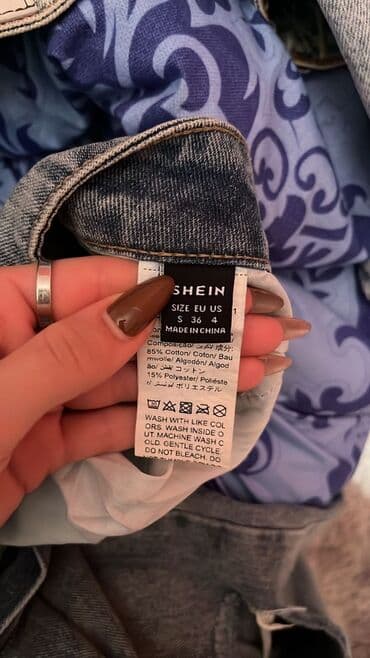 SHEIN
SIZE EU US
S 36 4
MADE IN CHINA
85% Cotton/ Coton/ Bau
mwolle/ Algodón/ Algod
ão/ قطن コットン
15% Polyester/ Polyéste
ポリエステル
WASH WITH LIKE COL
ORS. WASH INSIDE O
UT. MACHINE WASH C
OLD. GENTLE CYCLE.
DO NOT BLEACH. DO